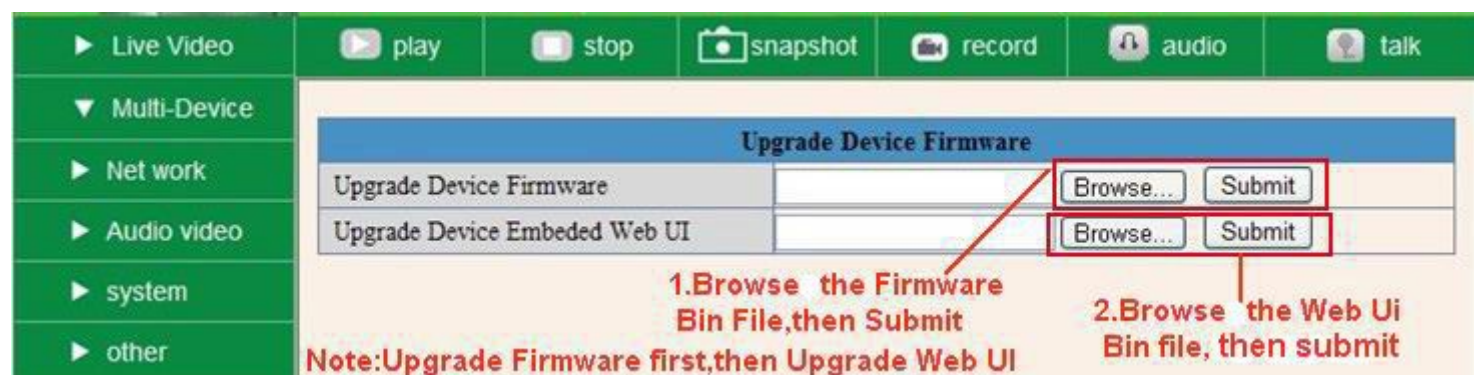 Live Video
play
stop
snapshot
record
audio
talk
Multi-Device
Net work
Audio video
system
other
Upgrade Device Firmware
Upgrade Device Firmware
Browse...
Submit
Upgrade Device Embeded Web UI
Browse...
Submit
1.Browse the Firmware
Bin File,then Submit
2.Browse the Web Ui
Bin file, then submit
Note:Upgrade Firmware first,then Upgrade Web UI